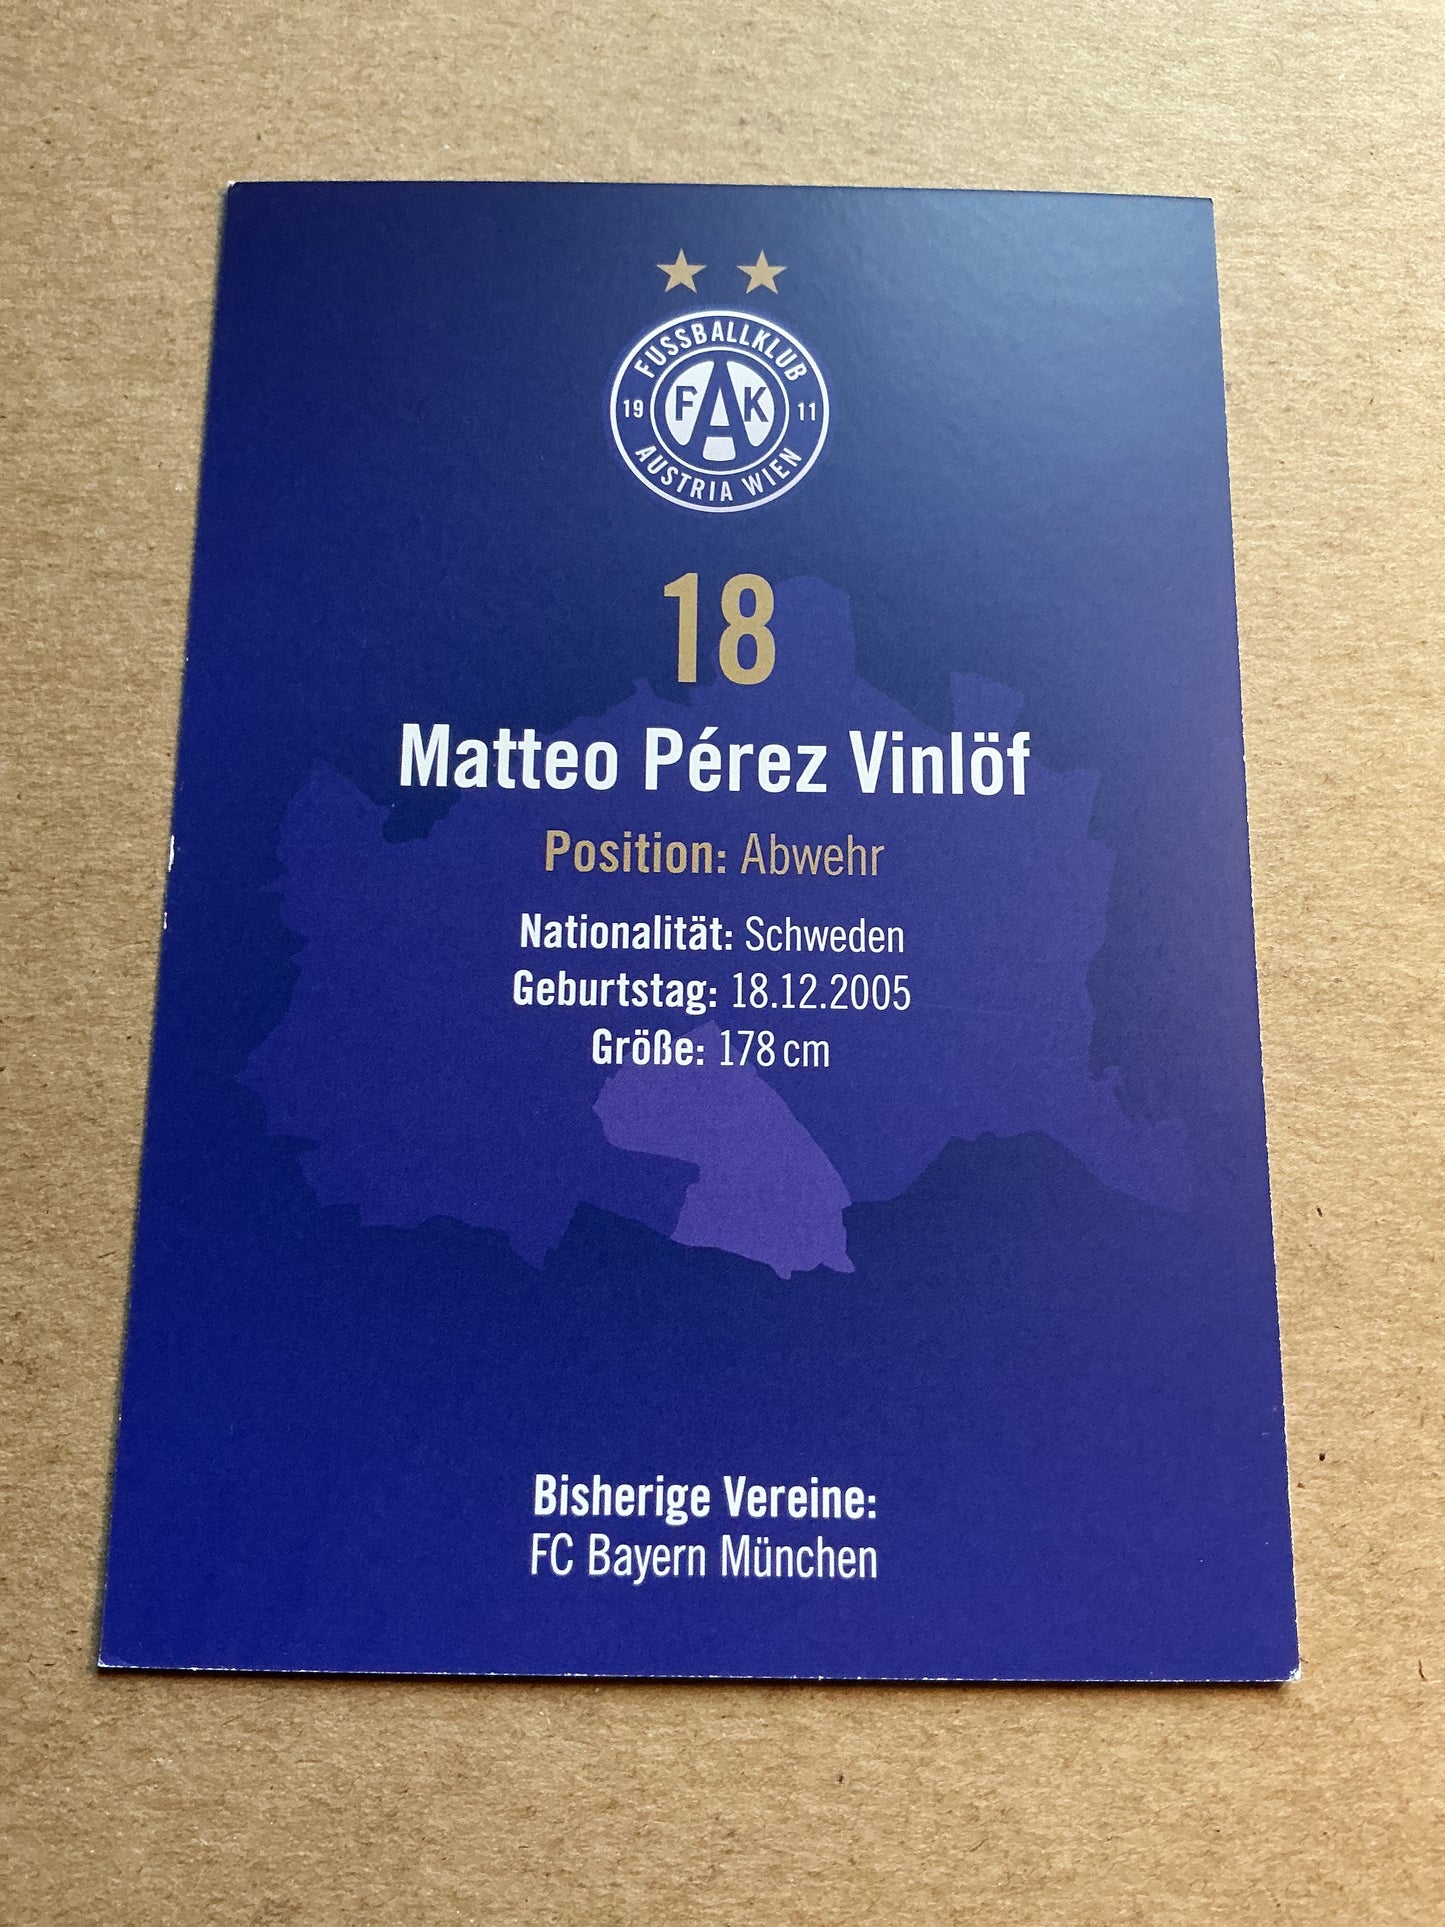 FUSSBALLKLUB
19 FAK 11
AUSTRIA WIEN
18
Matteo Pérez Vinlöf
Position: Abwehr
Nationalität: Schweden
Geburtstag: 18.12.2005
Größe: 178 cm
Bisherige Vereine:
FC Bayern München